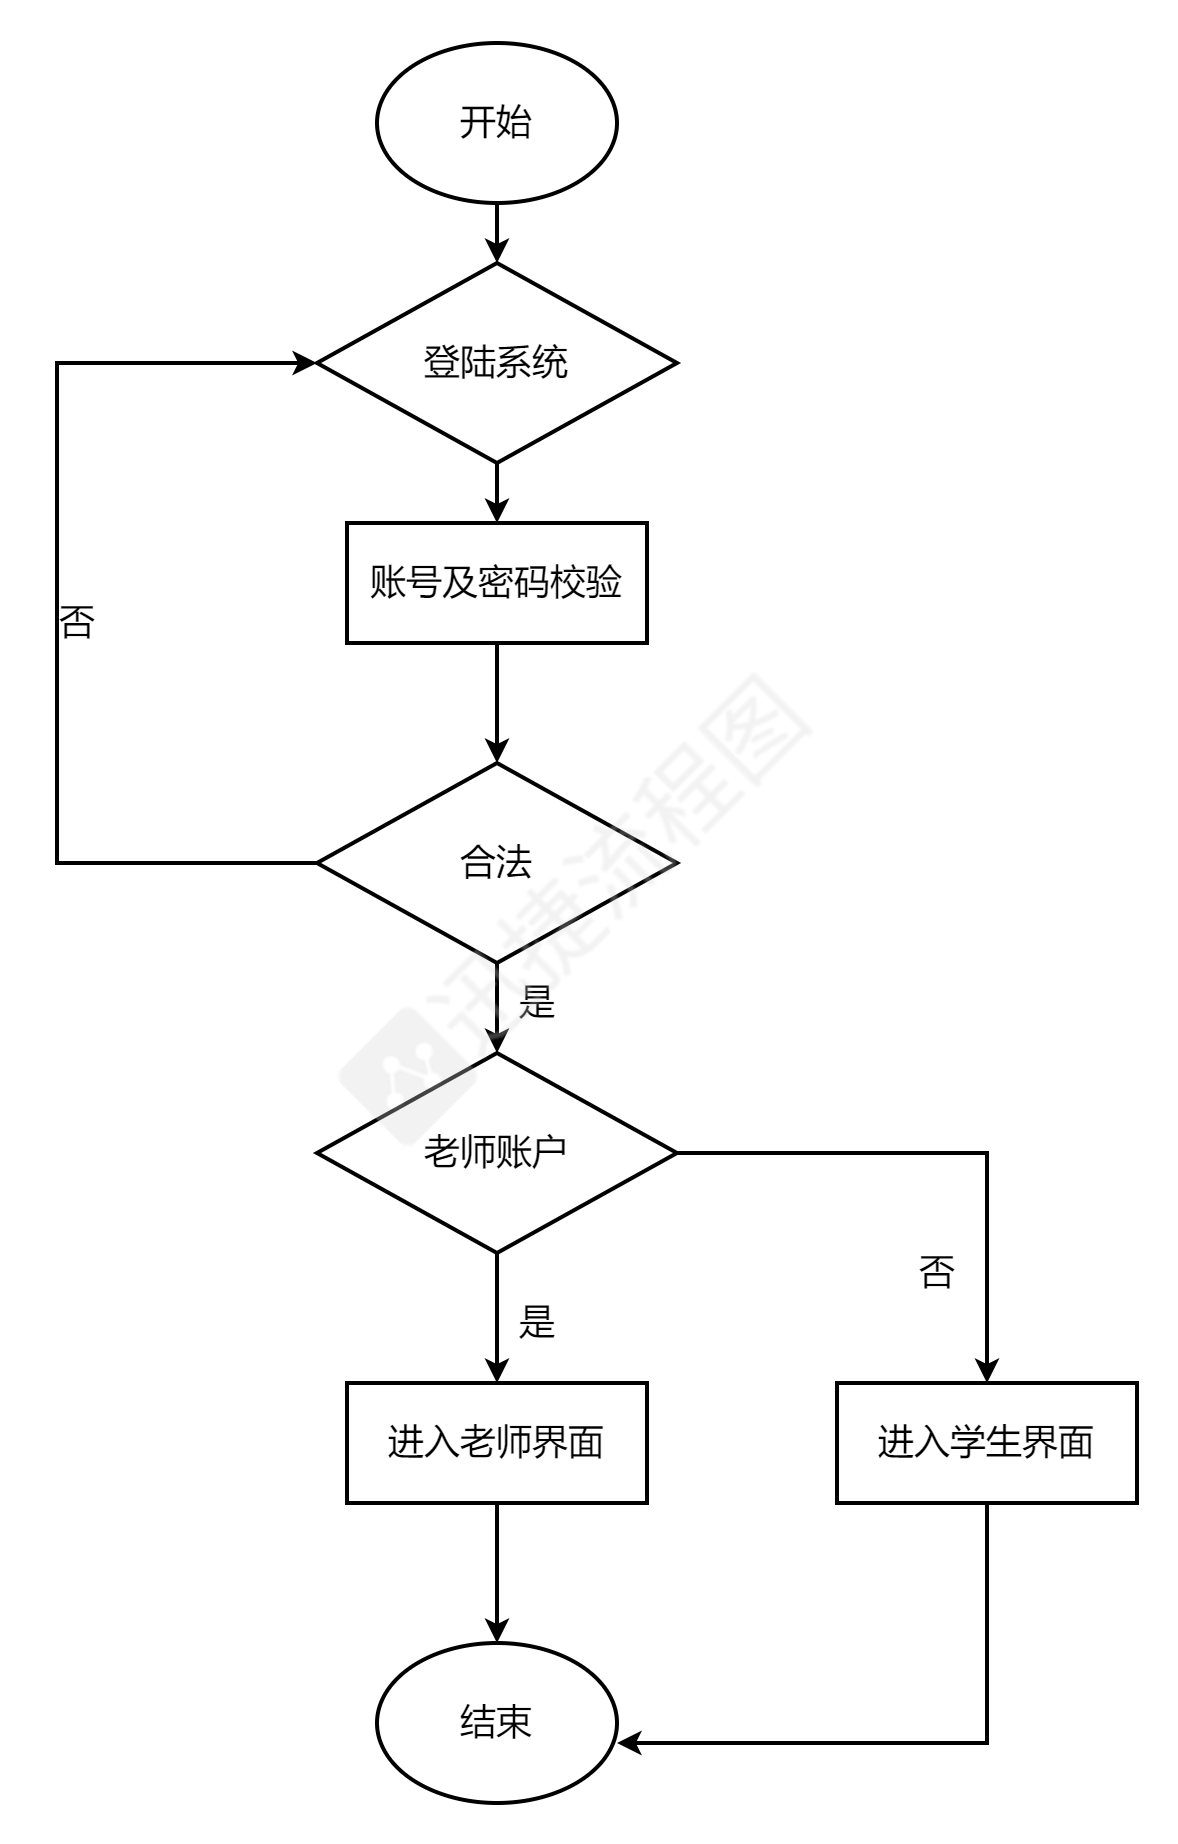 开始
登陆系统
账号及密码校验
否
迅捷流程图
合法
是
老师账户
否
是
进入老师界面
进入学生界面
结束